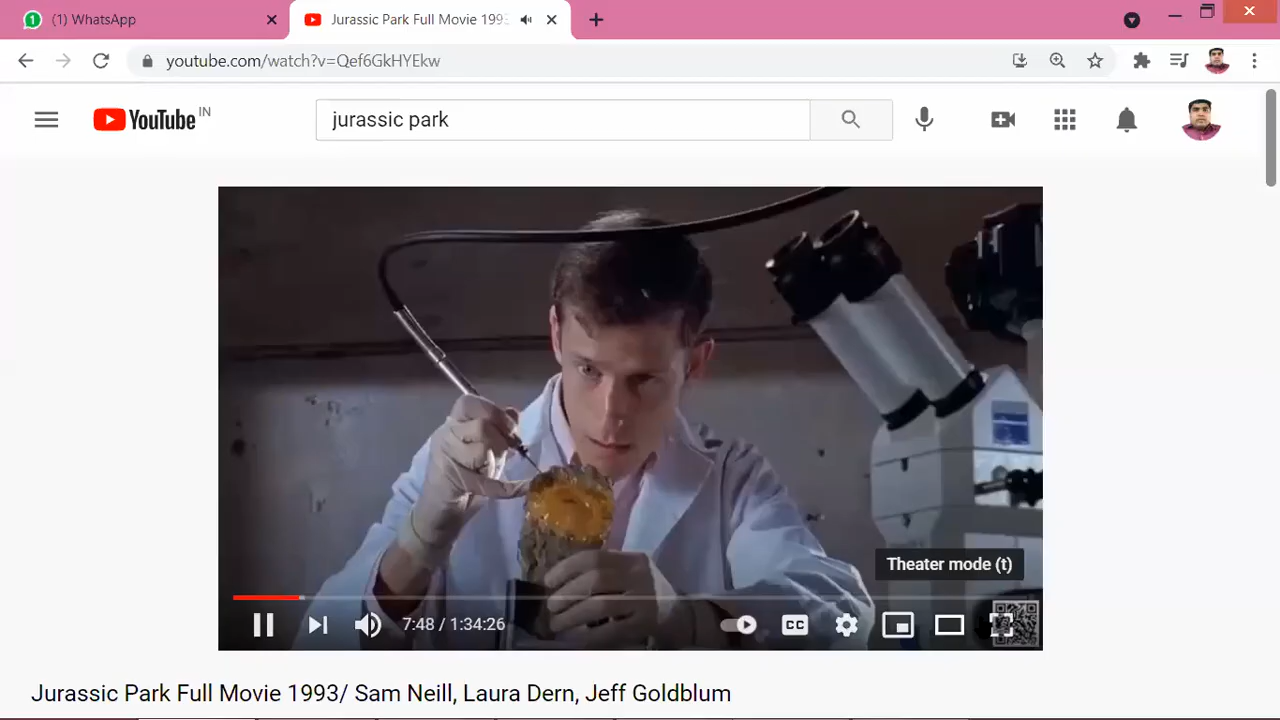 1
(1) WhatsApp
Jurassic Park Full Movie 199
youtube.com/watch?v=Qef6GkHYEkw
YouTube IN
jurassic park
Theater mode (t)
7:48 / 1:34:26
CC
Jurassic Park Full Movie 1993/ Sam Neill, Laura Dern, Jeff Goldblum